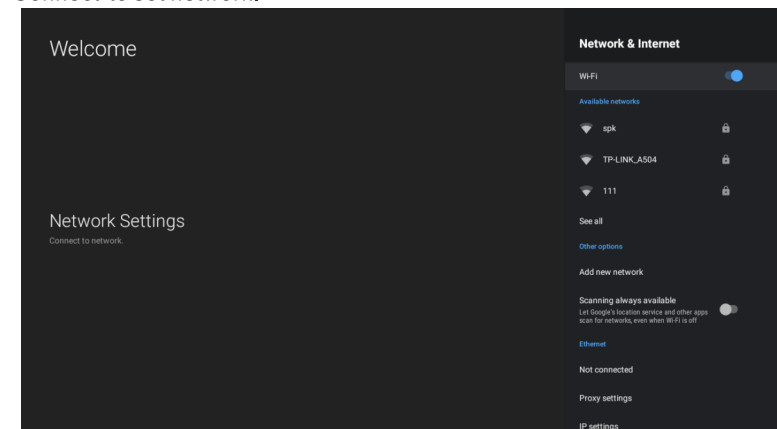 Welcome
Network Settings
Connect to network.
Network & Internet
Wi-Fi
Available networks
spk
TP-LINK_A504
111
See all
Other options
Add new network
Scanning always available
Let Google's location service and other apps
scan for networks, even when Wi-Fi is off
Ethernet
Not connected
Proxy settings
IP settings